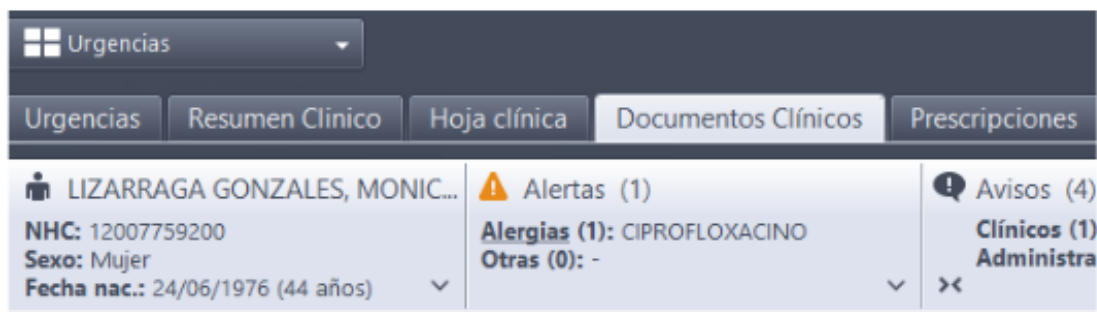 Urgencias
Urgencias Resumen Clinico Hoja clínica Documentos Clínicos Prescripciones
LIZARRAGA GONZALES, MONIC... Alertas (1) Avisos (4)
NHC: 12007759200 Alergias (1): CIPROFLOXACINO Clínicos (1)
Sexo: Mujer Otras (0): - Administra
Fecha nac.: 24/06/1976 (44 años)